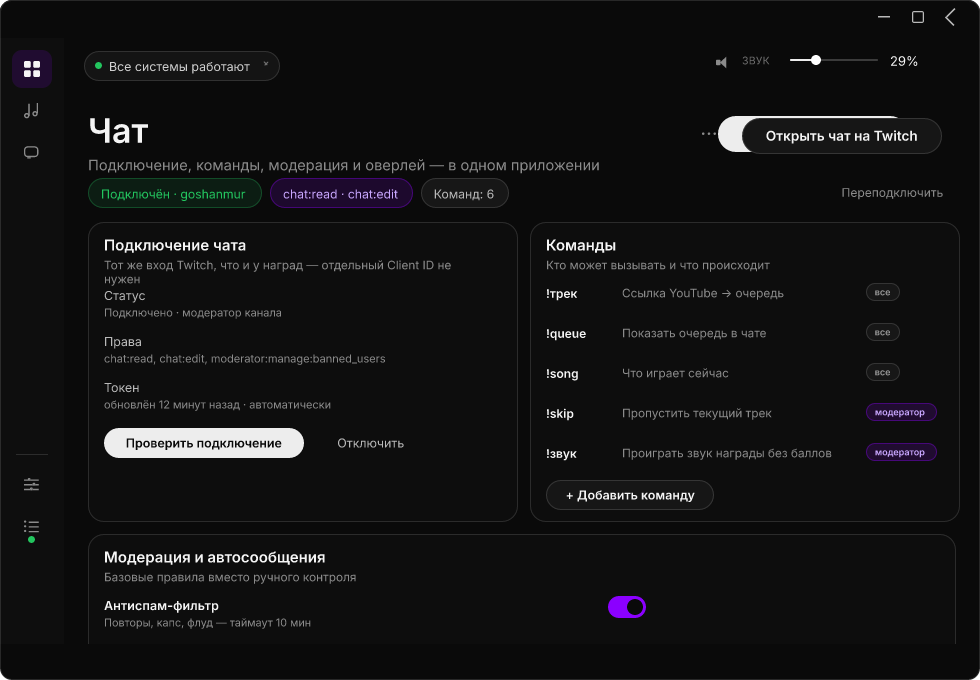 Все системы работают
ЗВУК
29%
Чат
Открыть чат на Twitch
Подключение, команды, модерация и оверлей — в одном приложении
Подключён · goshanmur
chat:read · chat:edit
Команд: 6
Переподключить
Подключение чата
Тот же вход Twitch, что и у наград — отдельный Client ID не
нужен
Статус
Подключено · модератор канала
Права
chat:read, chat:edit, moderator:manage:banned_users
Токен
обновлён 12 минут назад · автоматически
Проверить подключение
Отключить
Команды
Кто может вызывать и что происходит
!трек Ссылка YouTube → очередь все
!queue Показать очередь в чате все
!song Что играет сейчас все
!skip Пропустить текущий трек модератор
!звук Проиграть звук награды без баллов модератор
+ Добавить команду
Модерация и автосообщения
Базовые правила вместо ручного контроля
Антиспам-фильтр
Повторы, капс, флуд — таймаут 10 мин